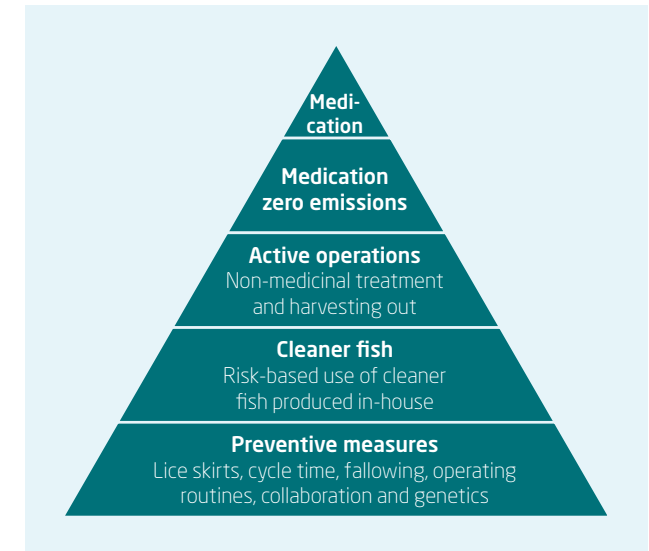 Medi-
cation
Medication
zero emissions
Active operations
Non-medicinal treatment
and harvesting out
Cleaner fish
Risk-based use of cleaner
fish produced in-house
Preventive measures
Lice skirts, cycle time, fallowing, operating
routines, collaboration and genetics